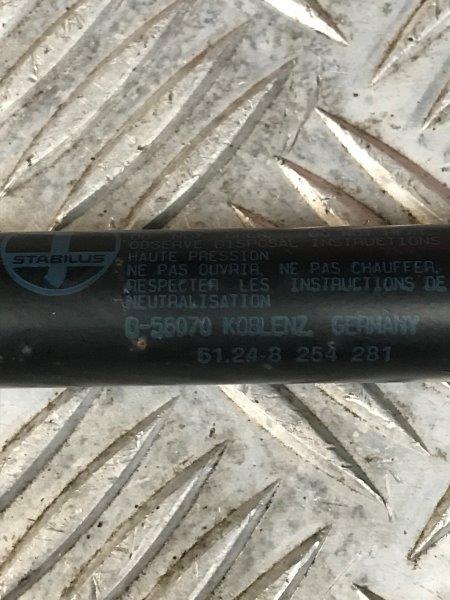 STABILUS
OBSERVE DISPOSAL INSTRUCTIONS
HAUTE PRESSION
NE PAS OUVRIR, NE PAS CHAUFFER,
RESPECTER LES INSTRUCTIONS DE
NEUTRALISATION
D-56070 KOBLENZ GERMANY
51.24-8 254 281